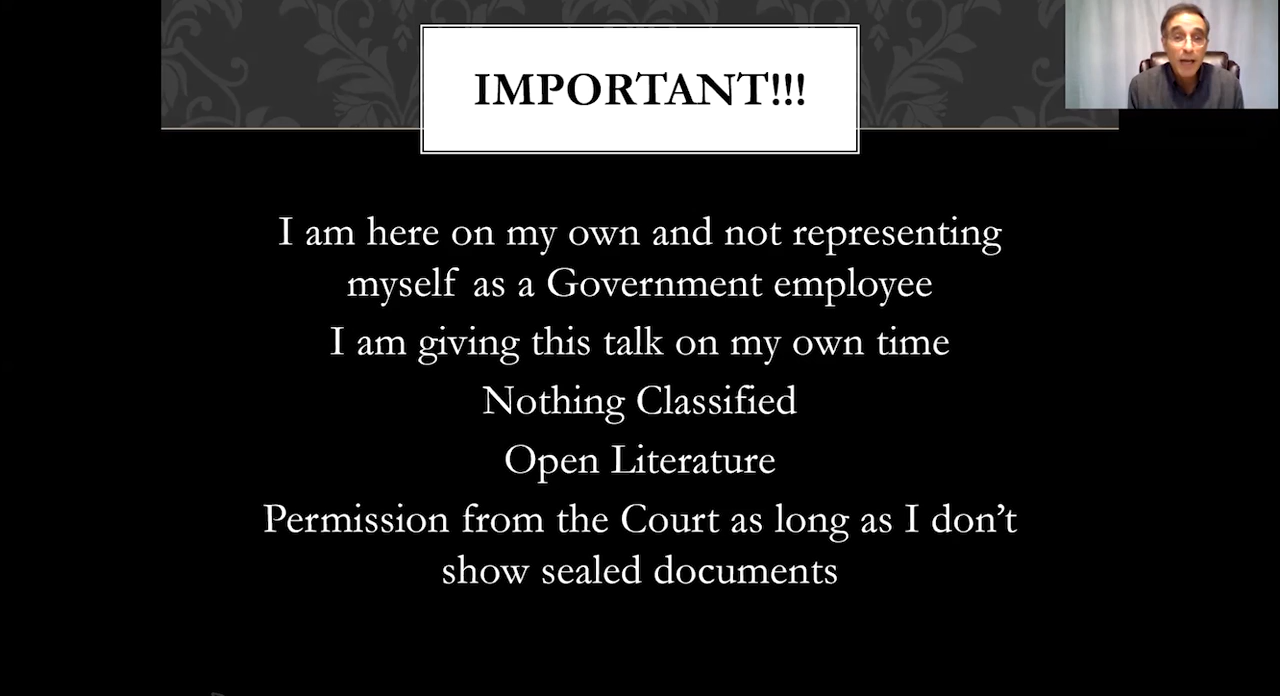 IMPORTANT!!!
I am here on my own and not representing
myself as a Government employee
I am giving this talk on my own time
Nothing Classified
Open Literature
Permission from the Court as long as I don’t
show sealed documents